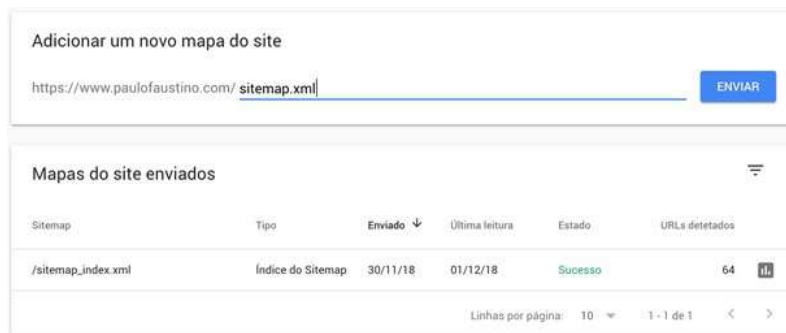 Adicionar um novo mapa do site
https://www.paulofaustino.com/ sitemap.xml ENVIAR
Mapas do site enviados
Sitemap Tipo Enviado ↓ Última leitura Estado URLs detetados
/sitemap_index.xml Índice do Sitemap 30/11/18 01/12/18 Sucesso 64
Linhas por página: 10 1 - 1 de 1 < >